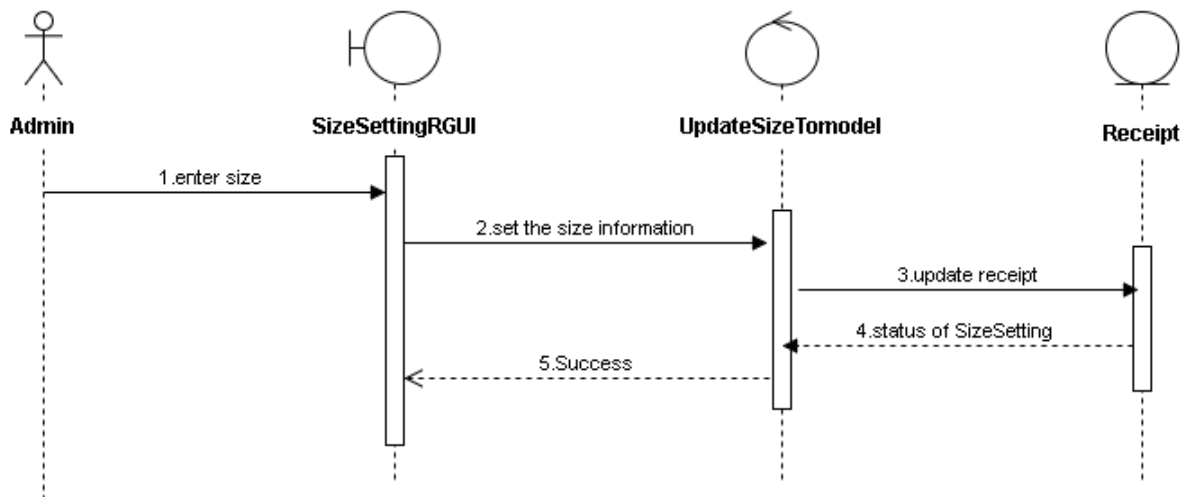 Admin
SizeSettingRGUI
UpdateSizeTomodel
Receipt
1.enter size
2.set the size information
3.update receipt
4.status of SizeSetting
5.Success